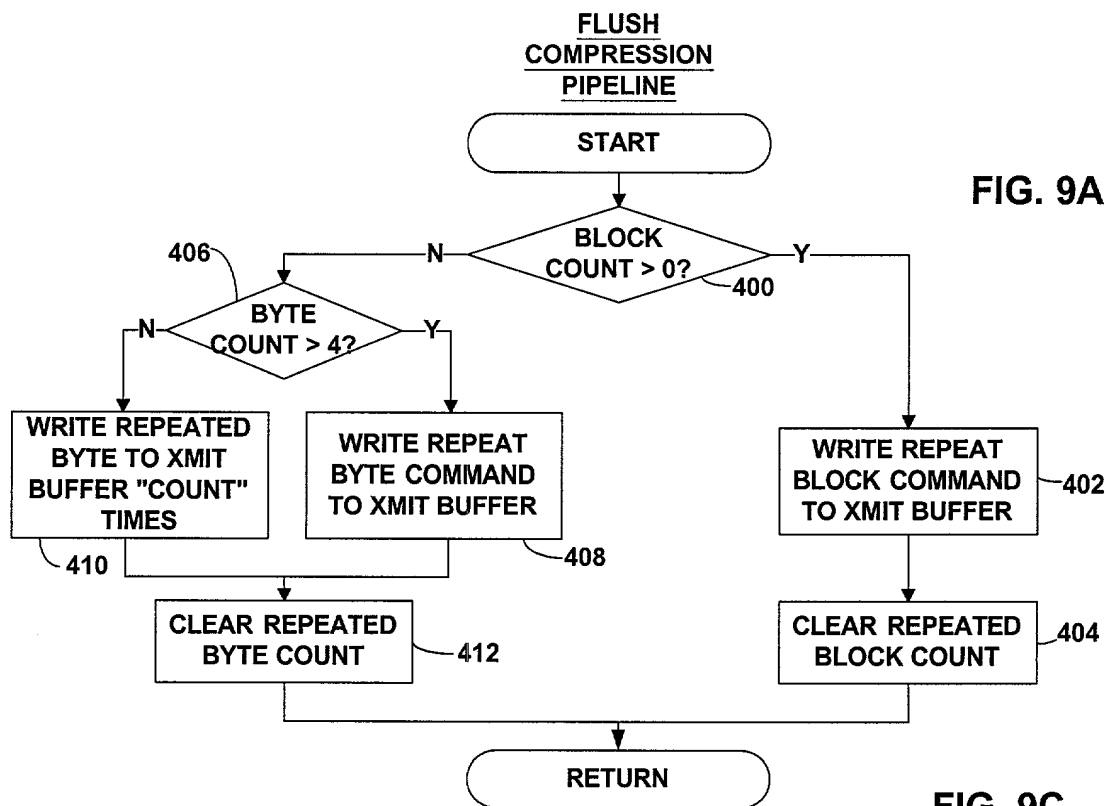 FLUSH
COMPRESSION
PIPELINE
START
FIG. 9A
BLOCK
COUNT > 0?
N
Y
400
406
BYTE
COUNT > 4?
N
Y
WRITE REPEATED
BYTE TO XMIT
BUFFER "COUNT"
TIMES
410
WRITE REPEAT
BYTE COMMAND
TO XMIT BUFFER
408
WRITE REPEAT
BLOCK COMMAND
TO XMIT BUFFER
402
CLEAR REPEATED
BYTE COUNT
412
CLEAR REPEATED
BLOCK COUNT
404
RETURN
FIG. 9C